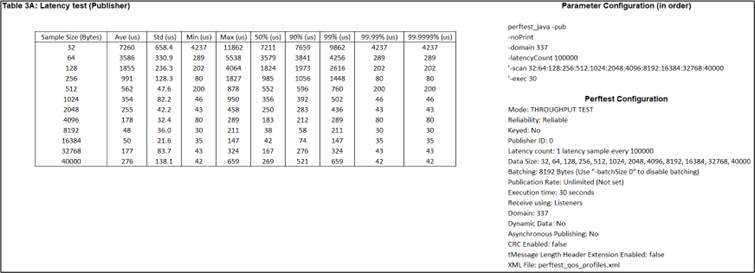 Table 3A: Latency test (Publisher)
Sample Size (Bytes) Ave (us) Std (us) Min (us) Max (us) 50% (us) 90% (us) 99% (us) 99.99% (us) 99.9999% (us)
32 7260 658.4 4237 11862 7211 7659 9862 4237 4237
64 3586 330.9 289 5538 3579 3841 4256 289 289
128 1855 236.3 202 4064 1824 1973 2616 202 202
256 991 128.3 80 1827 985 1056 1448 80 80
512 562 47.6 200 878 552 596 760 200 200
1024 354 82.2 46 950 356 392 502 46 46
2048 255 42.2 43 458 250 283 436 43 43
4096 178 32.4 80 289 183 212 289 80 80
8192 48 36.0 30 211 38 58 211 30 30
16384 50 21.6 35 147 42 74 147 35 35
32768 177 83.7 43 324 167 276 324 43 43
40000 276 138.1 42 659 269 521 659 42 42
Parameter Configuration (in order)
perftest_java -pub
-noPrint
-domain 337
-latencyCount 100000
'-scan 32:64:128:256:512:1024:2048:4096:8192:16384:32768:40000
'-exec 30
Perftest Configuration
Mode: THROUGHPUT TEST
Reliability: Reliable
Keyed: No
Publisher ID: 0
Latency count: 1 latency sample every 100000
Data Size: 32, 64, 128, 256, 512, 1024, 2048, 4096, 8192, 16384, 32768, 40000
Batching: 8192 Bytes (Use "-batchSize 0" to disable batching)
Publication Rate: Unlimited (Not set)
Execution time: 30 seconds
Receive using: Listeners
Domain: 337
Dynamic Data: No
Asynchronous Publishing: No
CRC Enabled: false
tMessage Length Header Extension Enabled: false
XML File: perftest_qos_profiles.xml